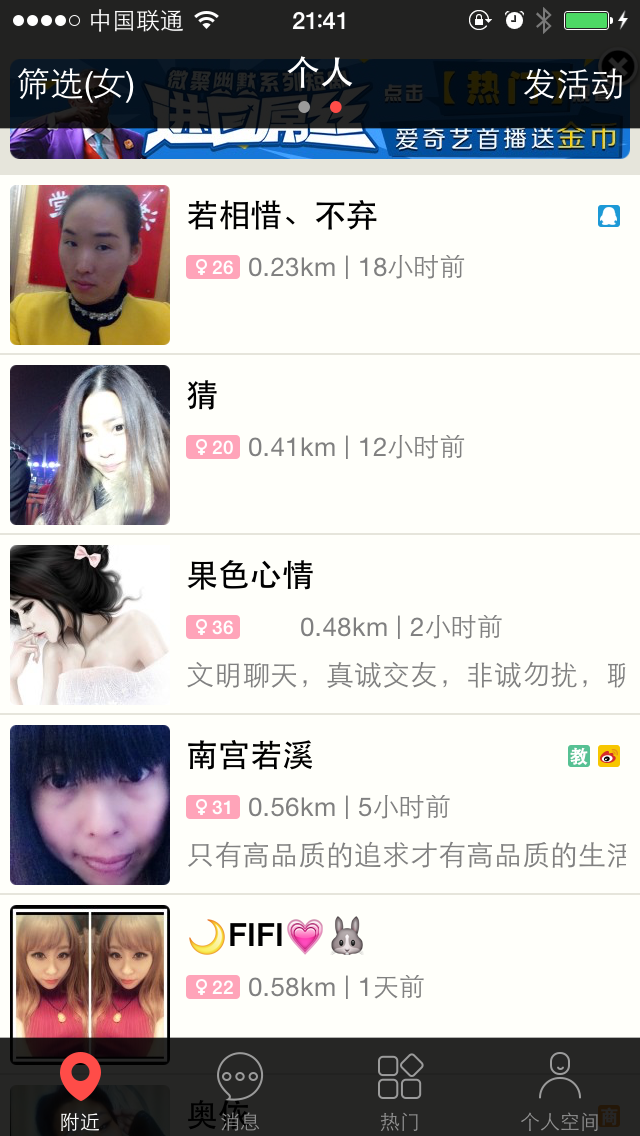 中国联通 21:41
筛选(女) 个人 发活动
微聚幽默系列短剧
点击【热门】
爱奇艺首播送金币
若相惜、不弃
♀26 0.23km | 18小时前
猜
♀20 0.41km | 12小时前
果色心情
♀36 0.48km | 2小时前
文明聊天，真诚交友，非诚勿扰，聊
南宫若溪 教
♀31 0.56km | 5小时前
只有高品质的追求才有高品质的生活
🌙FIFI💗🐰
♀22 0.58km | 1天前
附近 消息 热门 个人空间